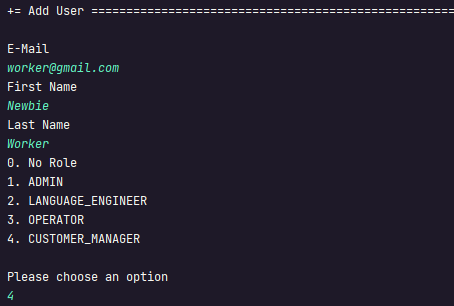 += Add User ====================================================
E-Mail
worker@gmail.com
First Name
Newbie
Last Name
Worker
0. No Role
1. ADMIN
2. LANGUAGE_ENGINEER
3. OPERATOR
4. CUSTOMER_MANAGER
Please choose an option
4